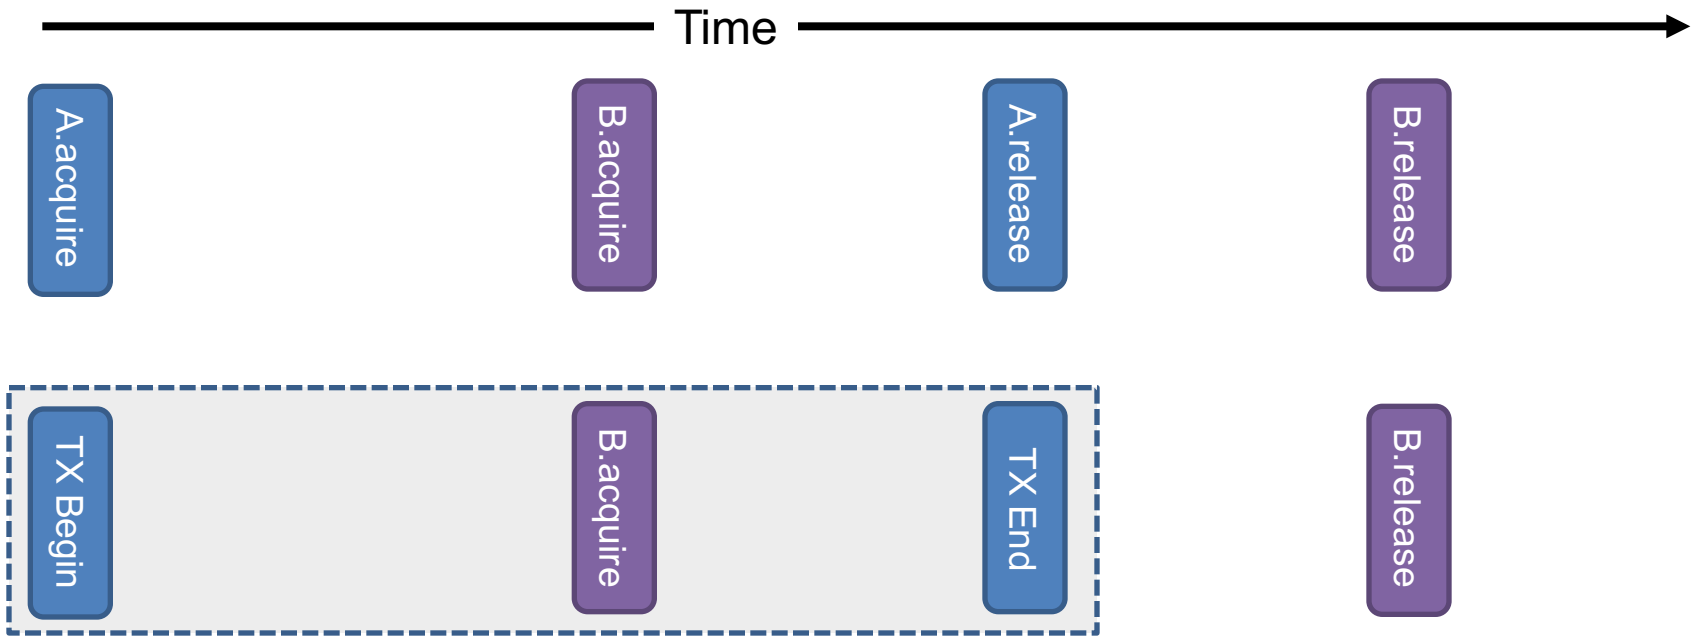 Time
A.acquire
B.acquire
A.release
B.release
TX Begin
B.acquire
TX End
B.release